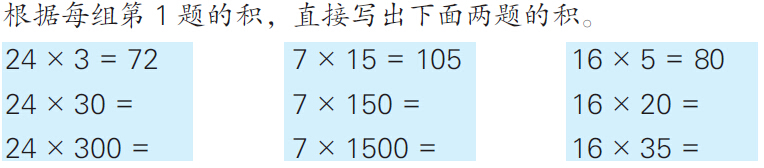 根据每组第 1 题的积，直接写出下面两题的积。
24 × 3 = 72 7 × 15 = 105 16 × 5 = 80
24 × 30 = 7 × 150 = 16 × 20 =
24 × 300 = 7 × 1500 = 16 × 35 =